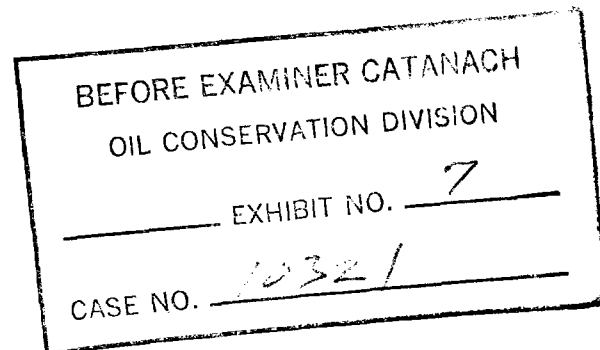 BEFORE EXAMINER CATANACH
OIL CONSERVATION DIVISION
EXHIBIT NO. 7
CASE NO. 10321